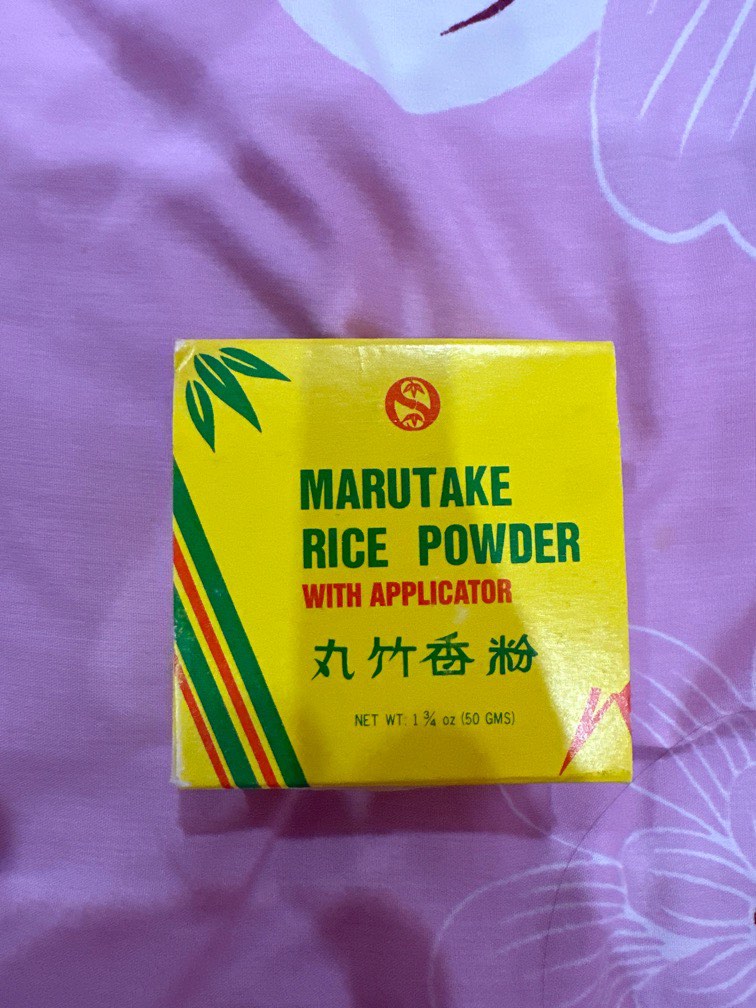 MARUTAKE
RICE POWDER
WITH APPLICATOR
丸竹香粉
NET WT: 1 ¾ oz (50 GMS)